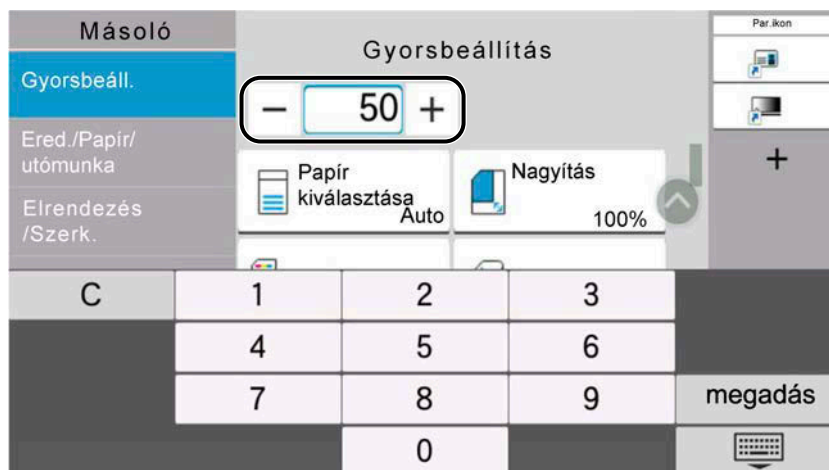 Másoló
Gyorsbeáll.
Ered./Papír/
utómunka
Elrendezés
/Szerk.
Gyorsbeállítás
− 50 +
Papír
kiválasztása
Auto
Nagyítás
100%
Par.ikon
+
C 1 2 3
4 5 6
7 8 9 megadás
0